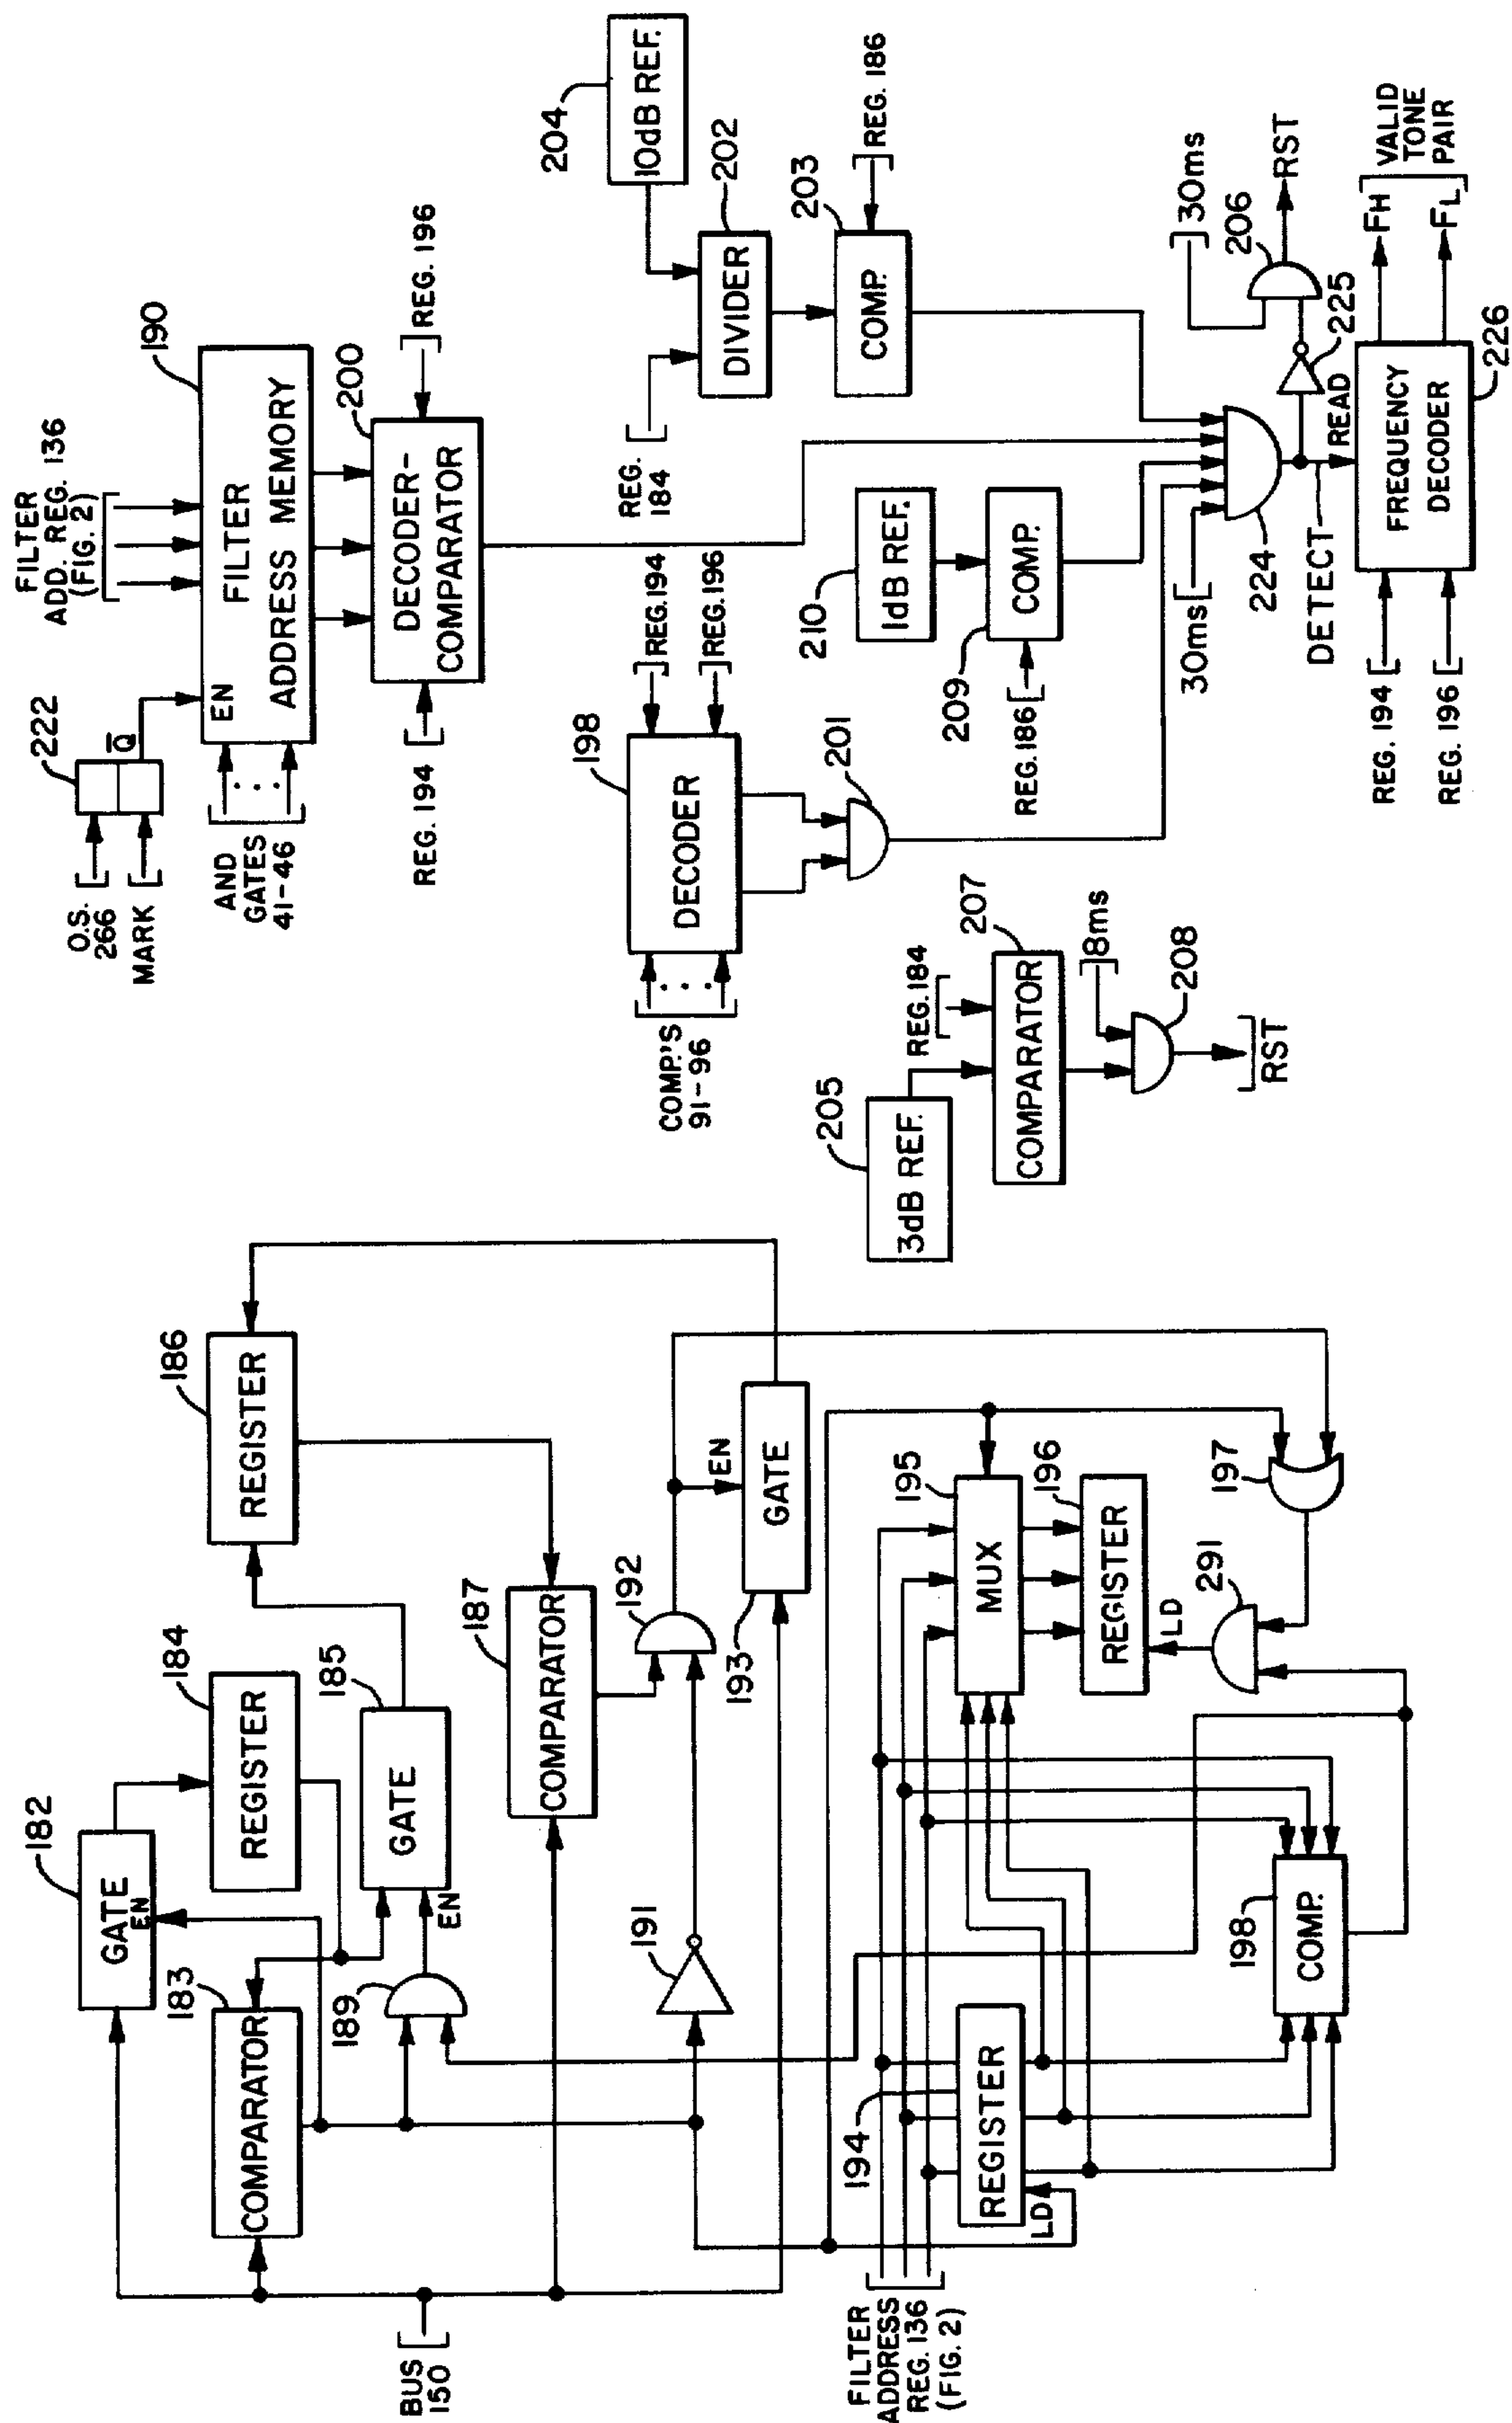 BUS
150
GATE
EN
182
COMPARATOR
183
REGISTER
184
GATE
EN
185
189
REGISTER
186
COMPARATOR
187
191
192
EN
GATE
193
FILTER
ADDRESS
REG. 136
(FIG. 2)
REGISTER
LD
194
MUX
195
REGISTER
196
LD
291
197
COMP.
198
O.S.
266
MARK
222
Q̅
AND
GATES
41-46
FILTER
ADD. REG. 136
(FIG. 2)
EN
FILTER
ADDRESS MEMORY
190
REG. 194
DECODER-
COMPARATOR
200
REG. 196
COMP.'S
91-96
DECODER
198
REG.194
REG.196
201
REG.
184
10dB REF.
204
DIVIDER
202
COMP.
203
REG. 186
3dB REF.
205
REG.184
COMPARATOR
207
8ms
208
RST
1dB REF.
210
COMP.
209
REG.186
30ms
224
DETECT
READ
225
30ms
206
RST
REG. 194
REG. 196
FREQUENCY
DECODER
226
FH
FL
VALID
TONE
PAIR